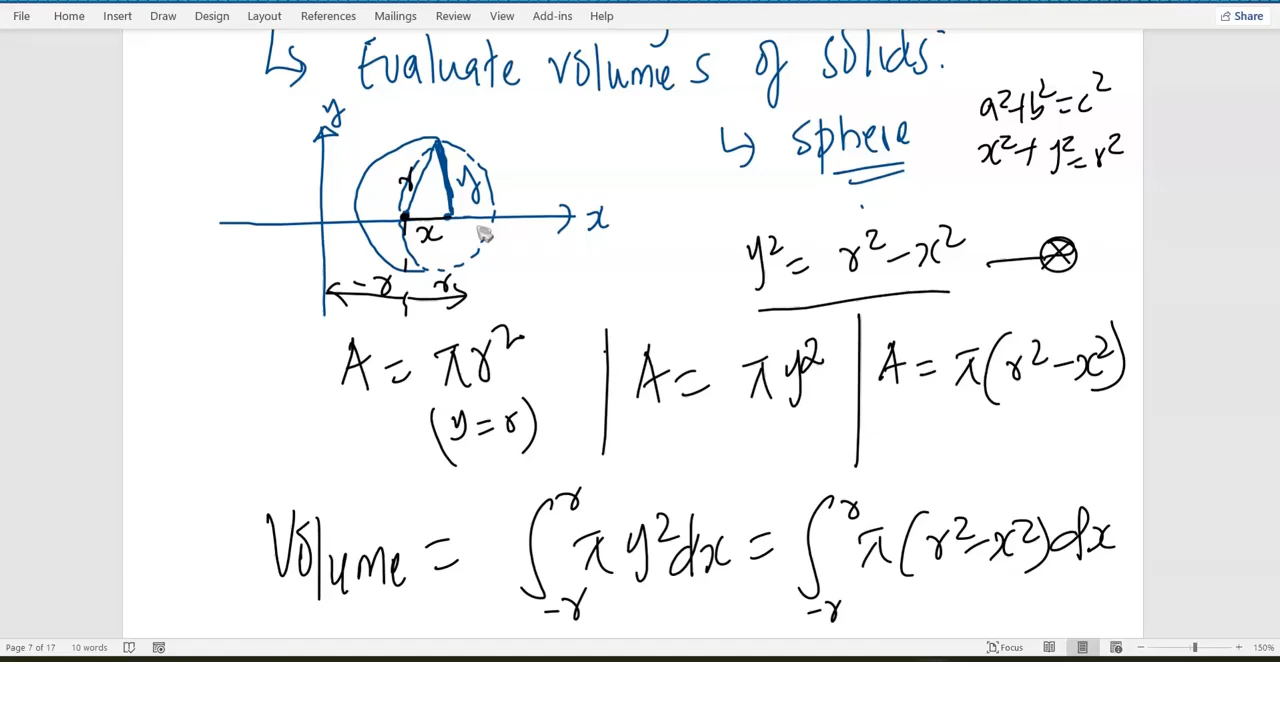 File Home Insert Draw Design Layout References Mailings Review View Add-ins Help Share
↳ Evaluate volumes of solids:
↳ sphere
a²+b²=c²
x²+y²=r²
y
r y
x
x
-r r
y² = r²-x² ⊗
A = πr² | A = πy² | A = π(r²-x²)
(y=r)
Volume = ∫_{-r}^{r} πy²dx = ∫_{-r}^{r} π(r²-x²)dx
Page 7 of 17 10 words Focus 150%